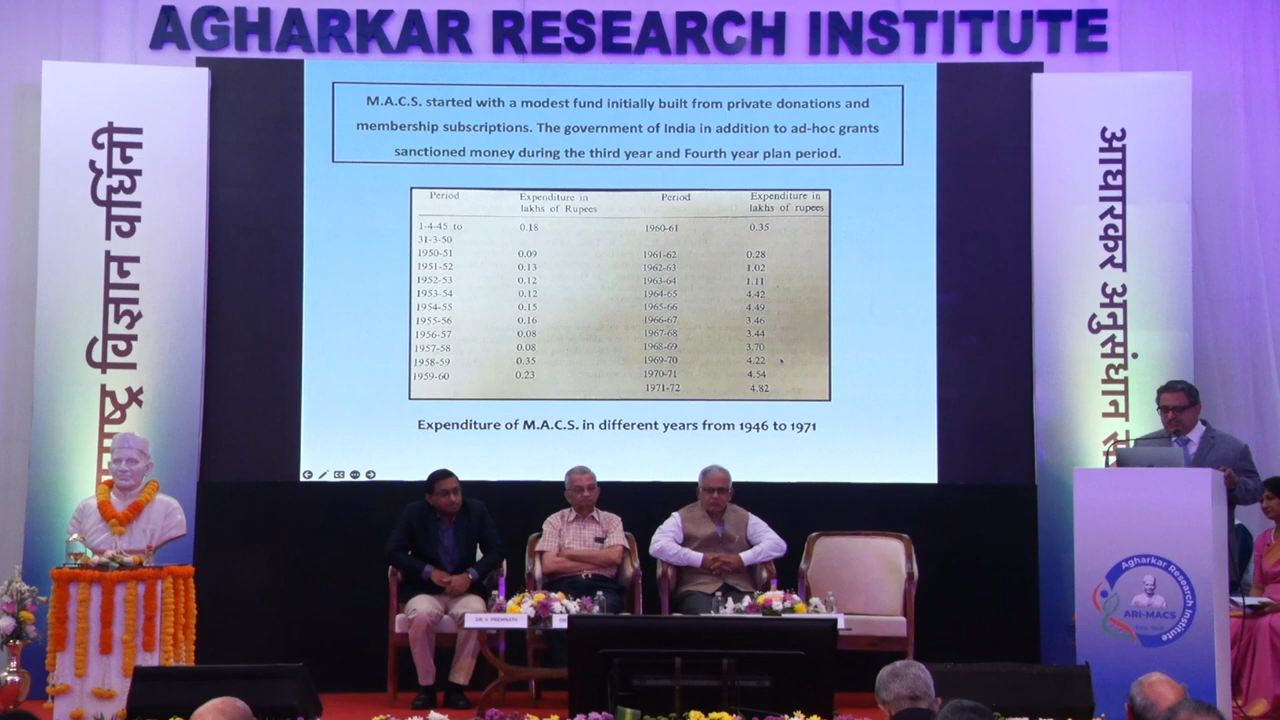 AGHARKAR RESEARCH INSTITUTE
M.A.C.S. started with a modest fund initially built from private donations and
membership subscriptions. The government of India in addition to ad-hoc grants
sanctioned money during the third year and Fourth year plan period.
Period Expenditure in Period Expenditure in
lakhs of Rupees lakhs of rupees
1-4-45 to 0.18 1960-61 0.35
31-3-50
1950-51 0.09 1961-62 0.28
1951-52 0.13 1962-63 1.02
1952-53 0.12 1963-64 1.11
1953-54 0.12 1964-65 4.42
1954-55 0.15 1965-66 4.49
1955-56 0.16 1966-67 3.46
1956-57 0.08 1967-68 3.44
1957-58 0.08 1968-69 3.70
1958-59 0.35 1969-70 4.22
1959-60 0.23 1970-71 4.54
1971-72 4.82
Expenditure of M.A.C.S. in different years from 1946 to 1971
विज्ञान वर्धिनी
आघारकर अनुसंधान
DR. V. PREMNATH
Agharkar Research Institute
ARI-MACS